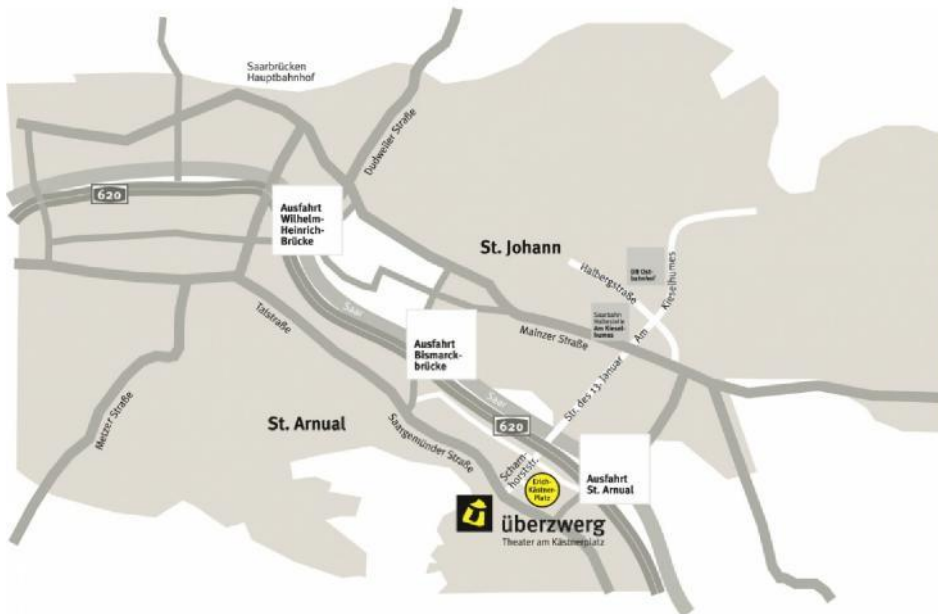 Saarbrücken
Hauptbahnhof
Dudweiler Straße
620
Ausfahrt
Wilhelm-
Heinrich-
Brücke
St. Johann
DB Ost-
bahnhof
Halbergstraße
Kieselhumes
Am
Saarbahn
Haltestelle
Am Kiesel-
humes
Mainzer Straße
Talstraße
Saar
Ausfahrt
Bismarck-
brücke
Str. des 13. Januar
Metzer Straße
St. Arnual
Saargemünder Straße
Saar
620
Scharn-
horststr.
Ausfahrt
St. Arnual
Erich-
Kästner-
Platz
ü
überzwerg
Theater am Kästnerplatz